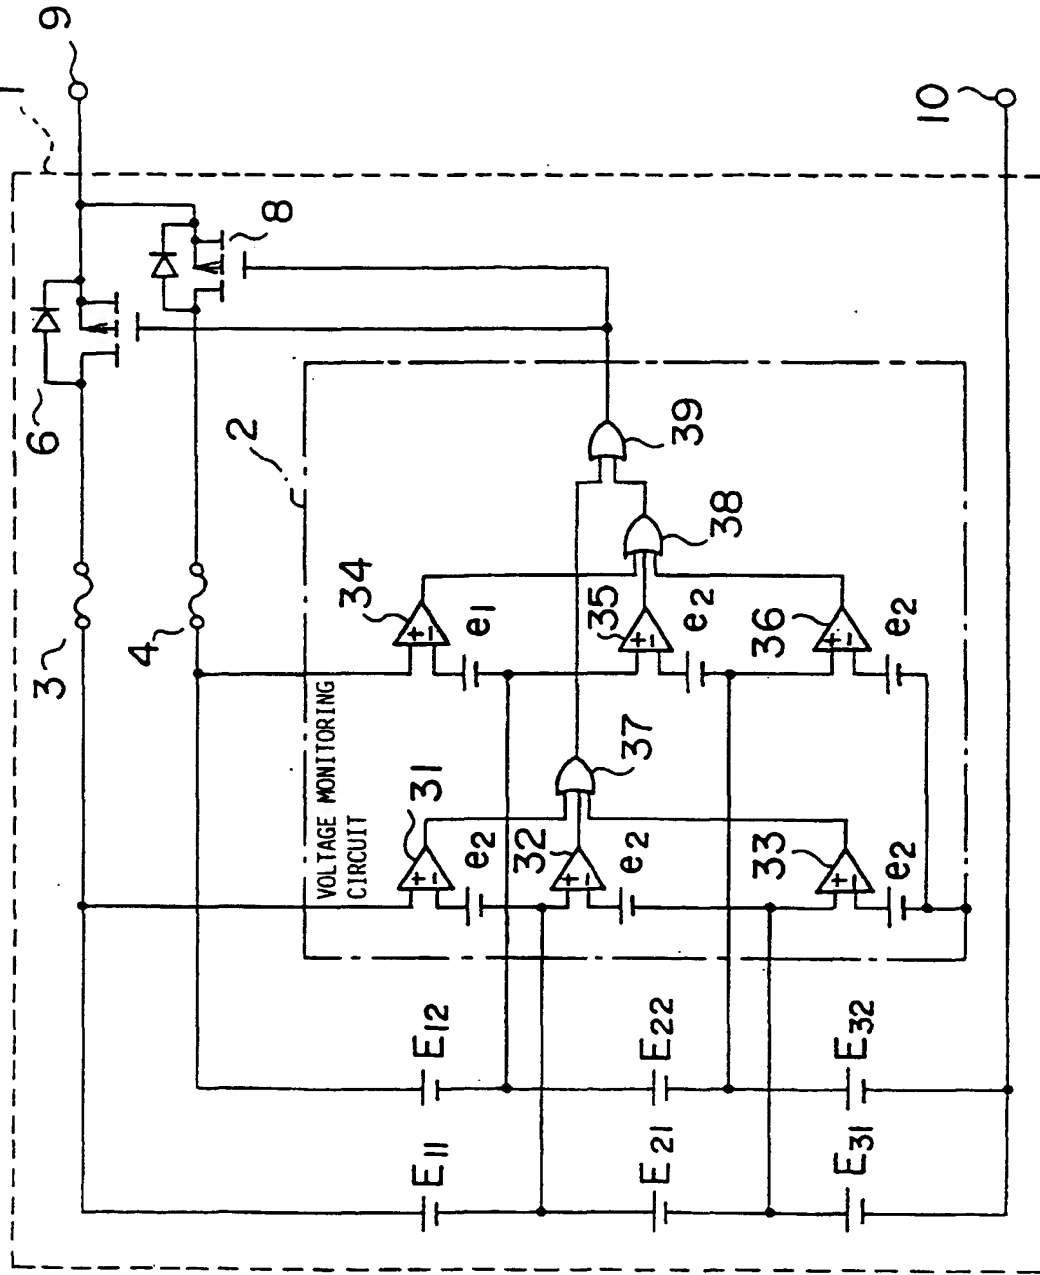 1
9
10
8
6
2
3
4
39
38
34
e1
35
e2
36
e2
VOLTAGE MONITORING
CIRCUIT
37
31
e2
32
e2
33
e2
E12
E22
E32
E11
E21
E31